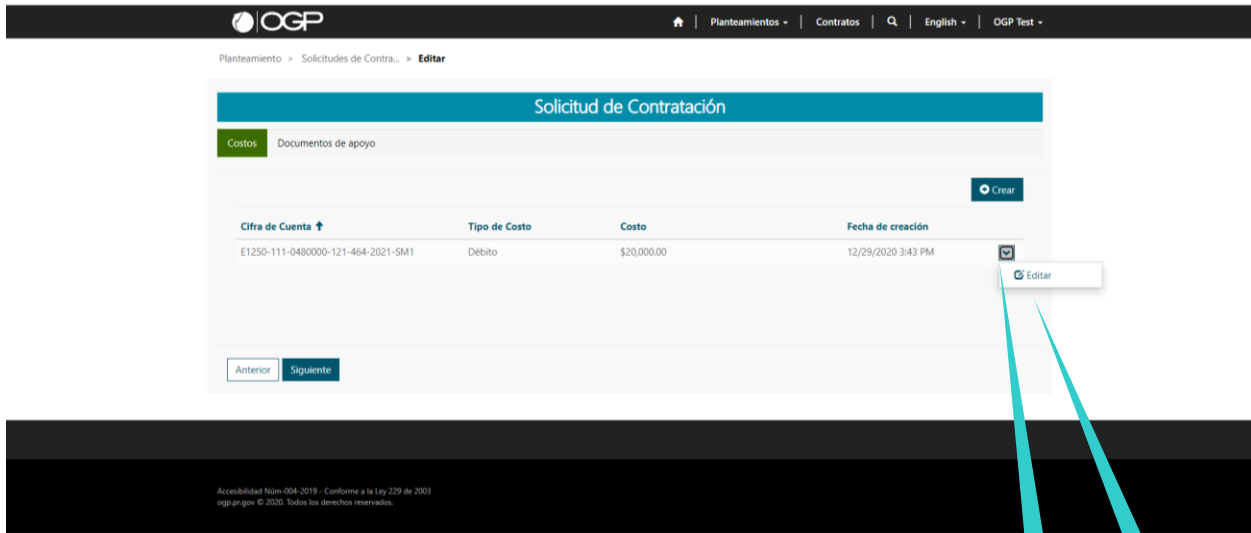 OGP
Planteamientos | Contratos | English | OGP Test
Planteamiento > Solicitudes de Contra... > Editar
Solicitud de Contratación
Costos Documentos de apoyo
Crear
Cifra de Cuenta Tipo de Costo Costo Fecha de creación
E1250-111-0480000-121-464-2021-SM1 Débito $20,000.00 12/29/2020 3:43 PM
Editar
Anterior Siguiente
Accesibilidad Núm-004-2019 - Conforme a la Ley 229 de 2003
ogp.pr.gov © 2020. Todos los derechos reservados.